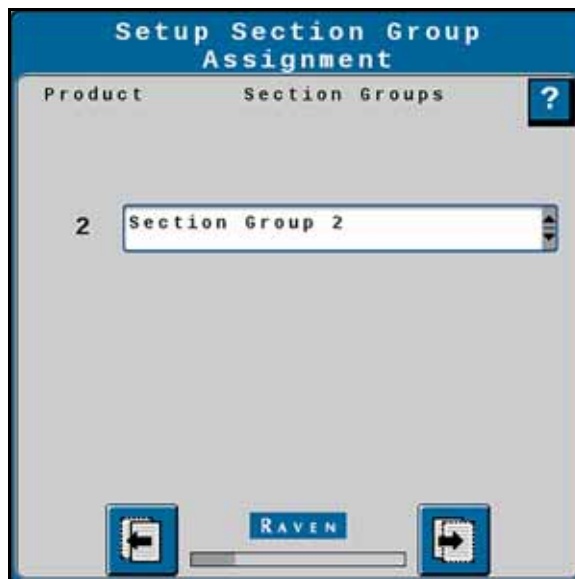 Setup Section Group
Assignment
Product Section Groups ?
2 Section Group 2
RAVEN